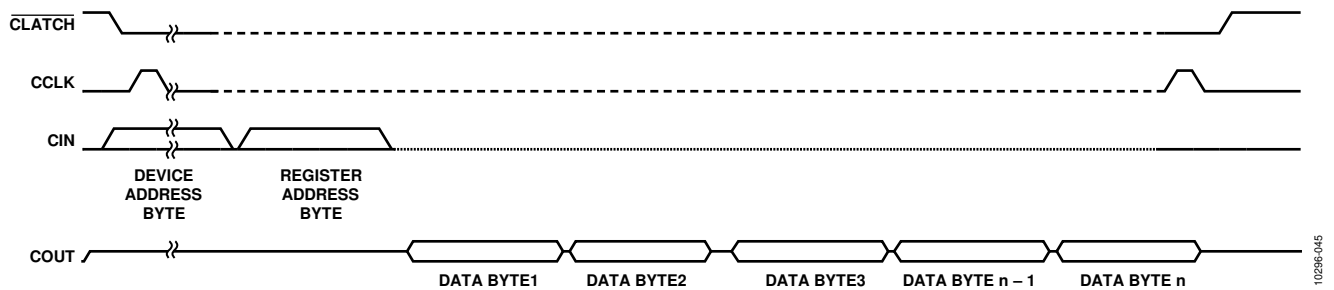 CLATCH
CCLK
CIN
DEVICE
ADDRESS
BYTE
REGISTER
ADDRESS
BYTE
COUT
DATA BYTE1
DATA BYTE2
DATA BYTE3
DATA BYTE n – 1
DATA BYTE n
10296-045